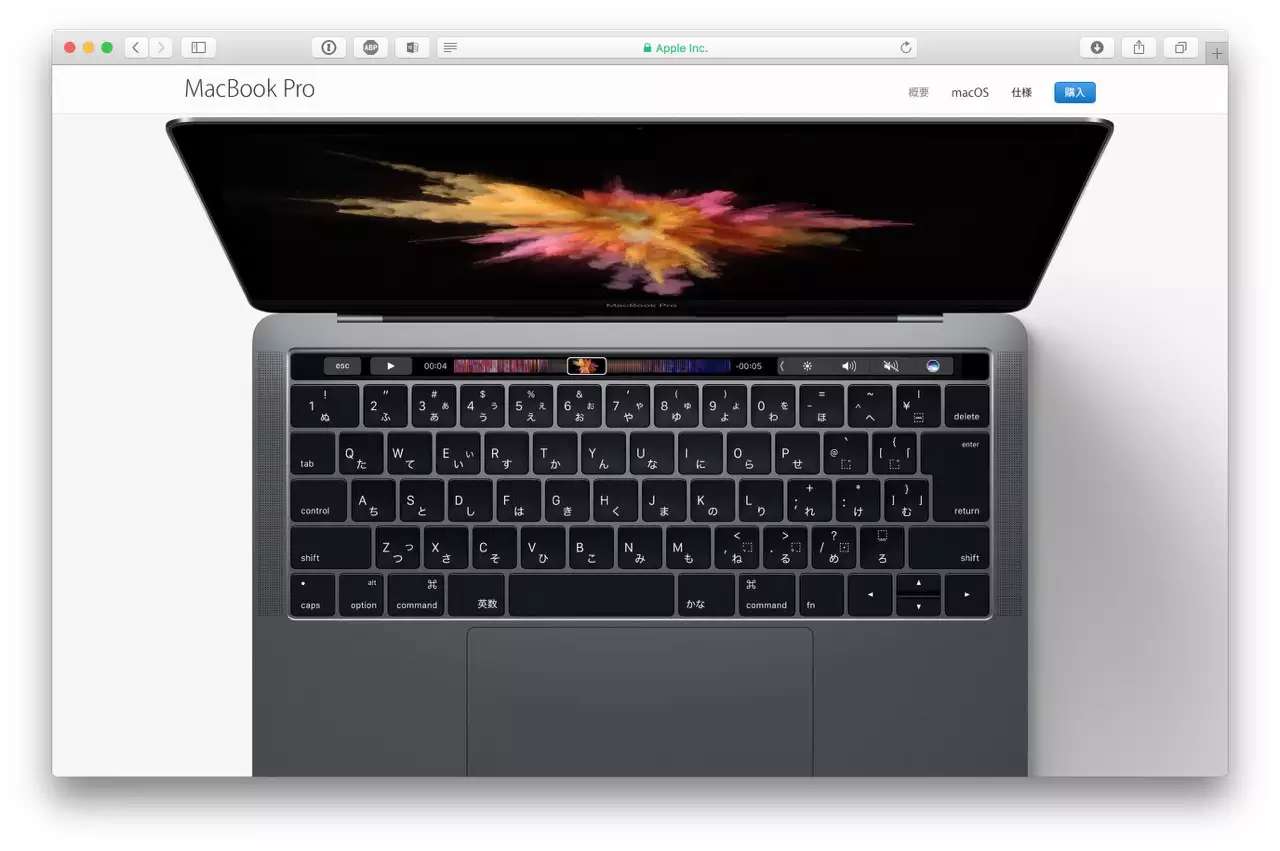 ABP
Apple Inc.
MacBook Pro
概要 macOS 仕様 購入
MacBook Pro
esc 00:04 -00:05
! " # ぁ $ ぅ % ぇ & ぉ ' ゃ ( ゅ ) ょ を = ~ |
1 ぬ 2 ふ 3 あ 4 う 5 え 6 お 7 や 8 ゆ 9 よ 0 わ - ほ ^ へ ¥ delete
tab Q た W て E ぃ い R す T か Y ん U な I に O ら P せ @ ` [ { 「 enter
control A ち S と D し F は G き H く J ま K の L り ; + れ : * け ] } 」 む return
shift Z っ つ X さ C そ V ひ B こ N み M も , < ね . > る / ? め ろ shift
caps alt option ⌘ command 英数 かな ⌘ command fn ◂ ▴ ▾ ▸